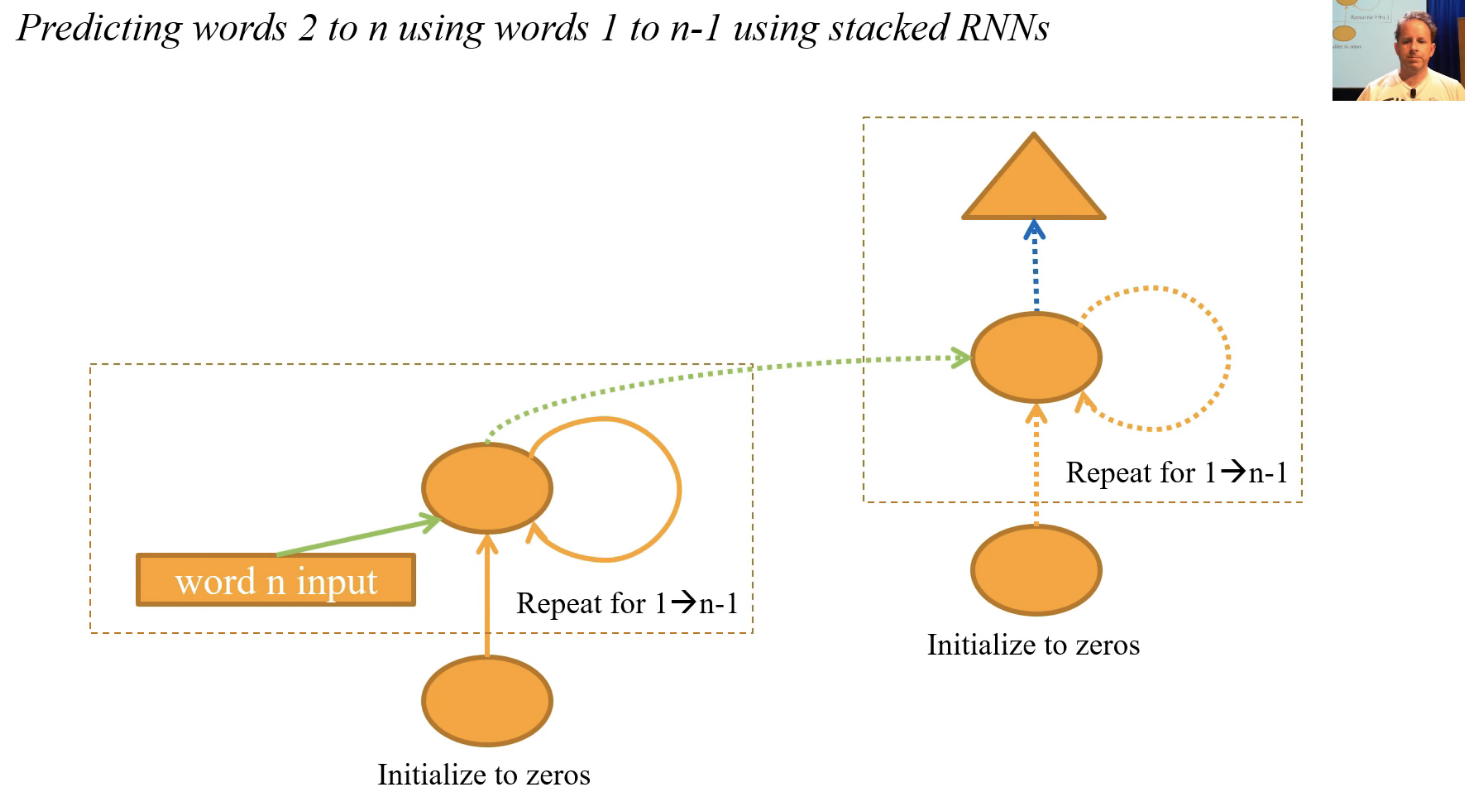 Predicting words 2 to n using words 1 to n-1 using stacked RNNs
Repeat for 1→n-1
word n input
Repeat for 1→n-1
Initialize to zeros
Initialize to zeros